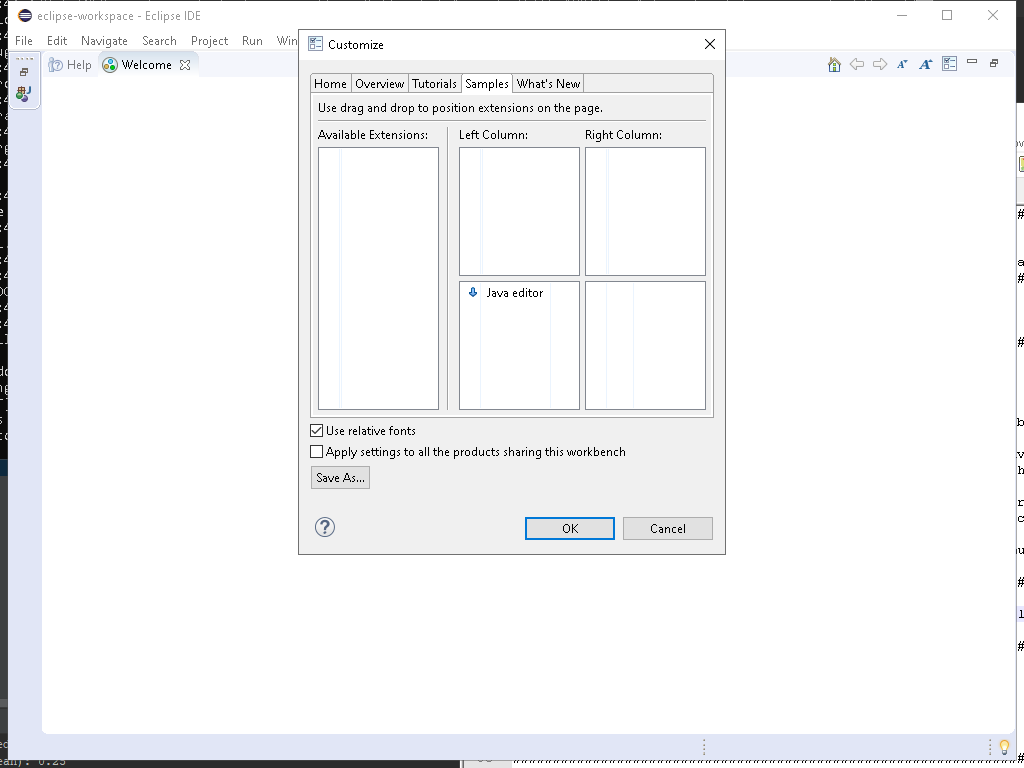 eclipse-workspace - Eclipse IDE
File Edit Navigate Search Project Run
Help Welcome
Customize
Home Overview Tutorials Samples What's New
Use drag and drop to position extensions on the page.
Available Extensions: Left Column: Right Column:
Java editor
Use relative fonts
Apply settings to all the products sharing this workbench
Save As...
OK Cancel